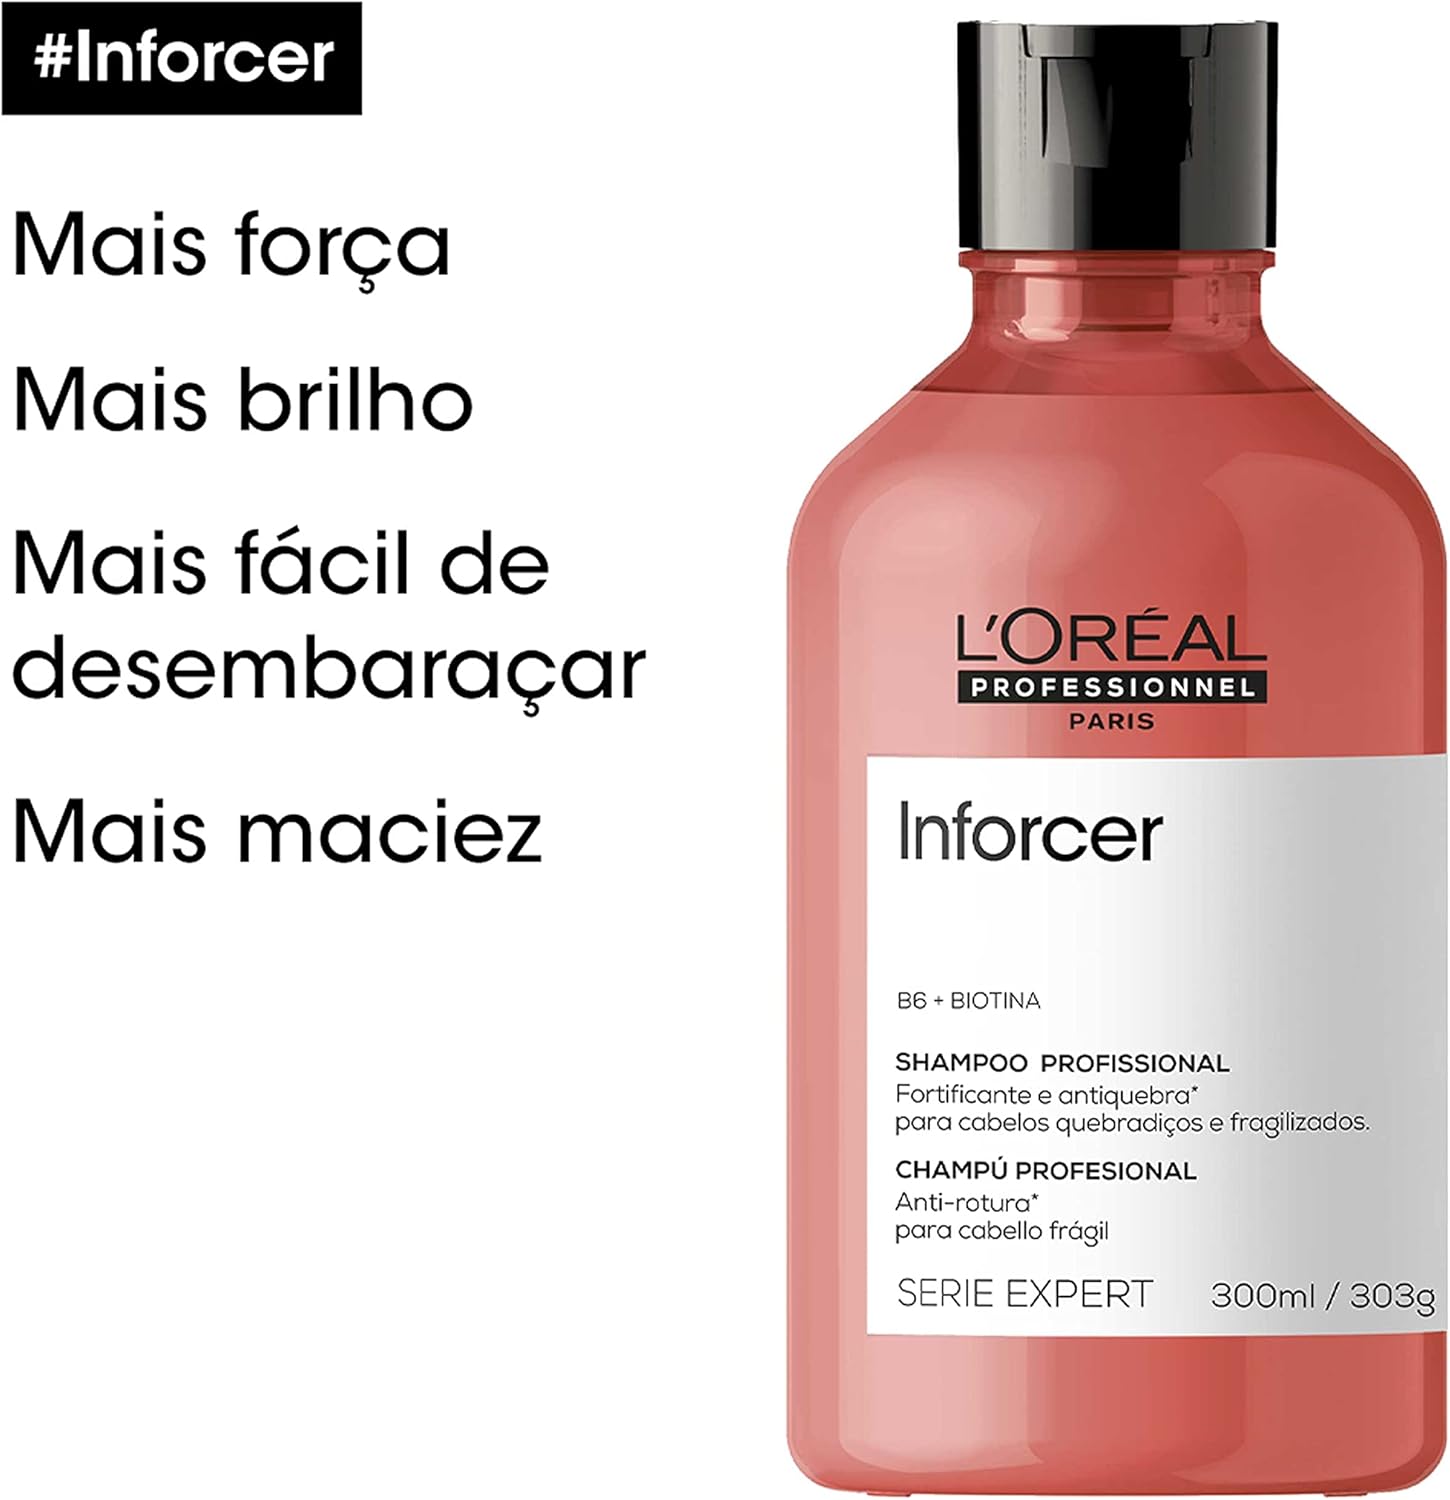 #Inforcer
Mais força
Mais brilho
Mais fácil de
desembaraçar
Mais maciez
L'ORÉAL
PROFESSIONNEL
PARIS
Inforcer
B6 + BIOTINA
SHAMPOO PROFISSIONAL
Fortificante e antiquebra*
para cabelos quebradiços e fragilizados.
CHAMPÚ PROFESIONAL
Anti-rotura*
para cabello frágil
SERIE EXPERT 300ml / 303g